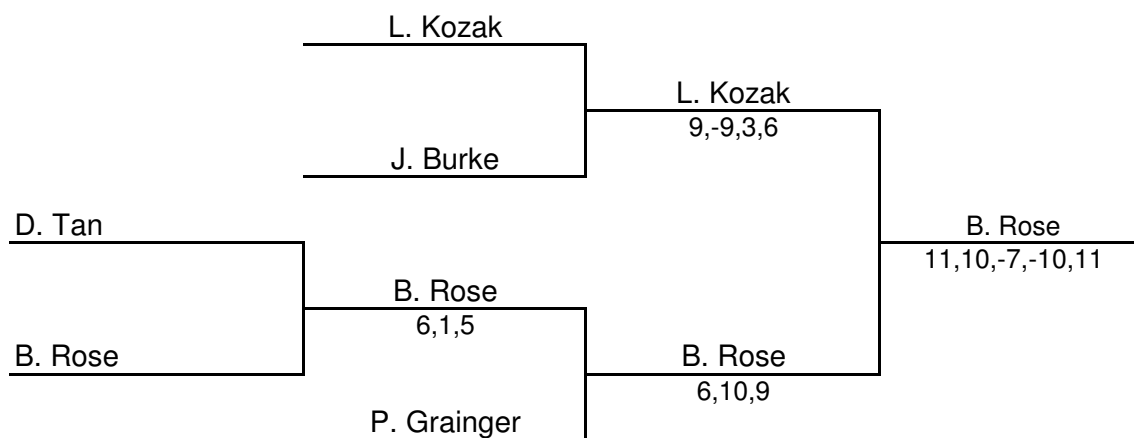 L. Kozak
L. Kozak
9,-9,3,6
J. Burke
D. Tan
B. Rose
11,10,-7,-10,11
B. Rose
6,1,5
B. Rose
B. Rose
6,10,9
P. Grainger